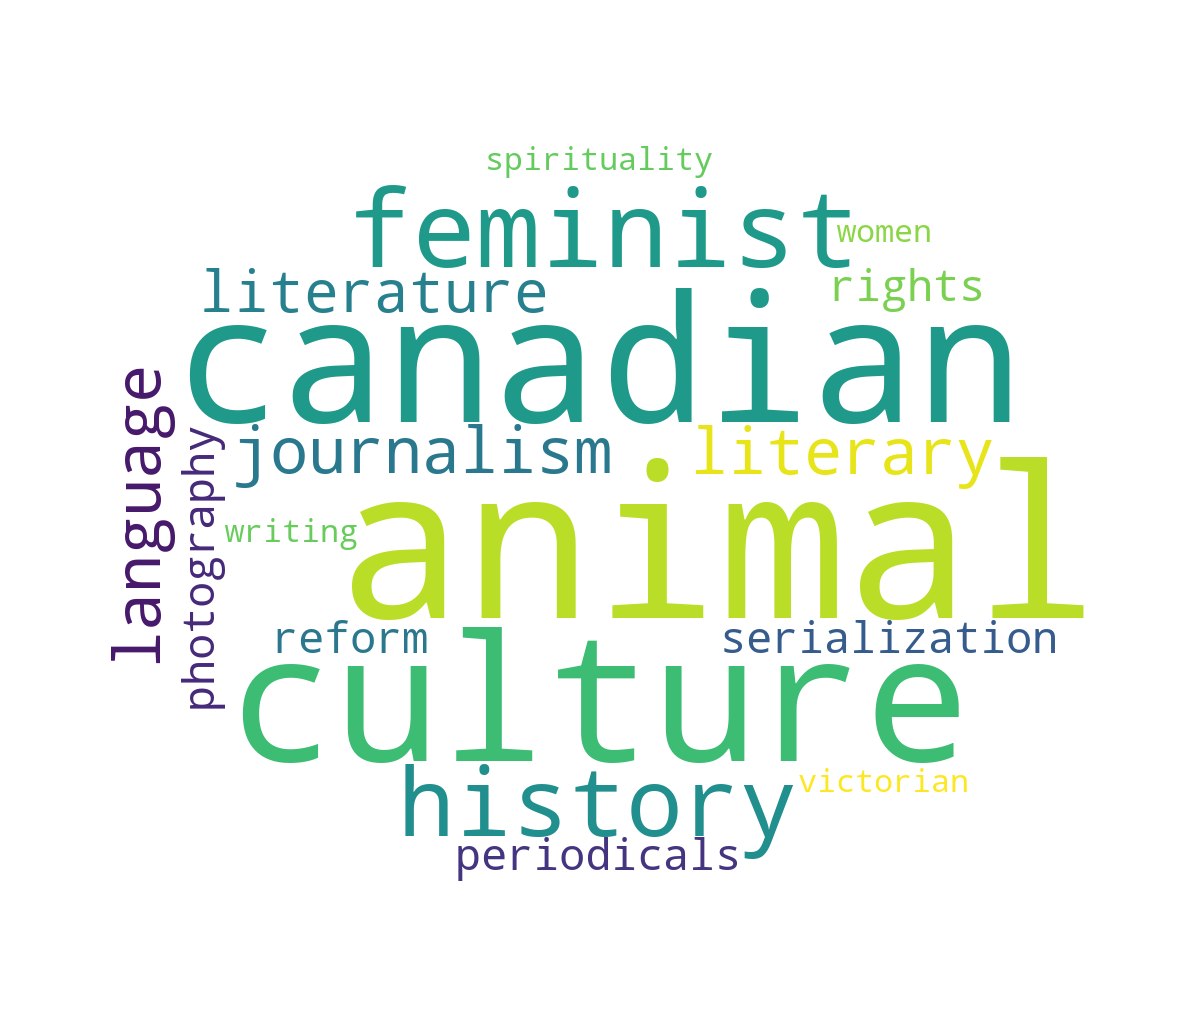 spirituality
feminist
women
literature
rights
canadian
language
journalism
literary
photography
writing
animal
reform
serialization
culture
history
victorian
periodicals